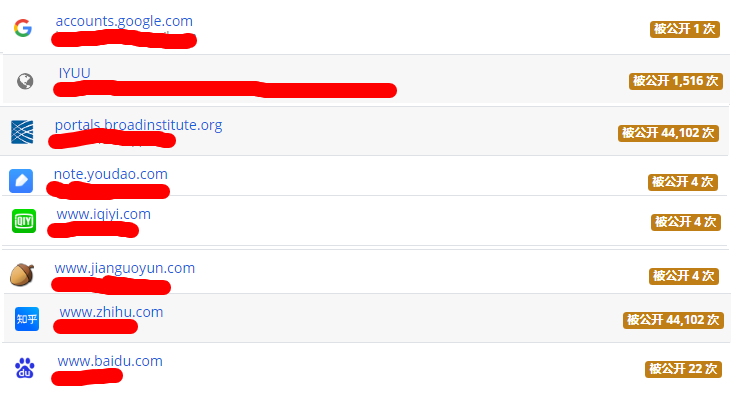 accounts.google.com
被公开 1 次
IYUU
被公开 1,516 次
portals.broadinstitute.org
被公开 44,102 次
note.youdao.com
被公开 4 次
QIY
www.iqiyi.com
被公开 4 次
www.jianguoyun.com
被公开 4 次
知乎
www.zhihu.com
被公开 44,102 次
du
www.baidu.com
被公开 22 次